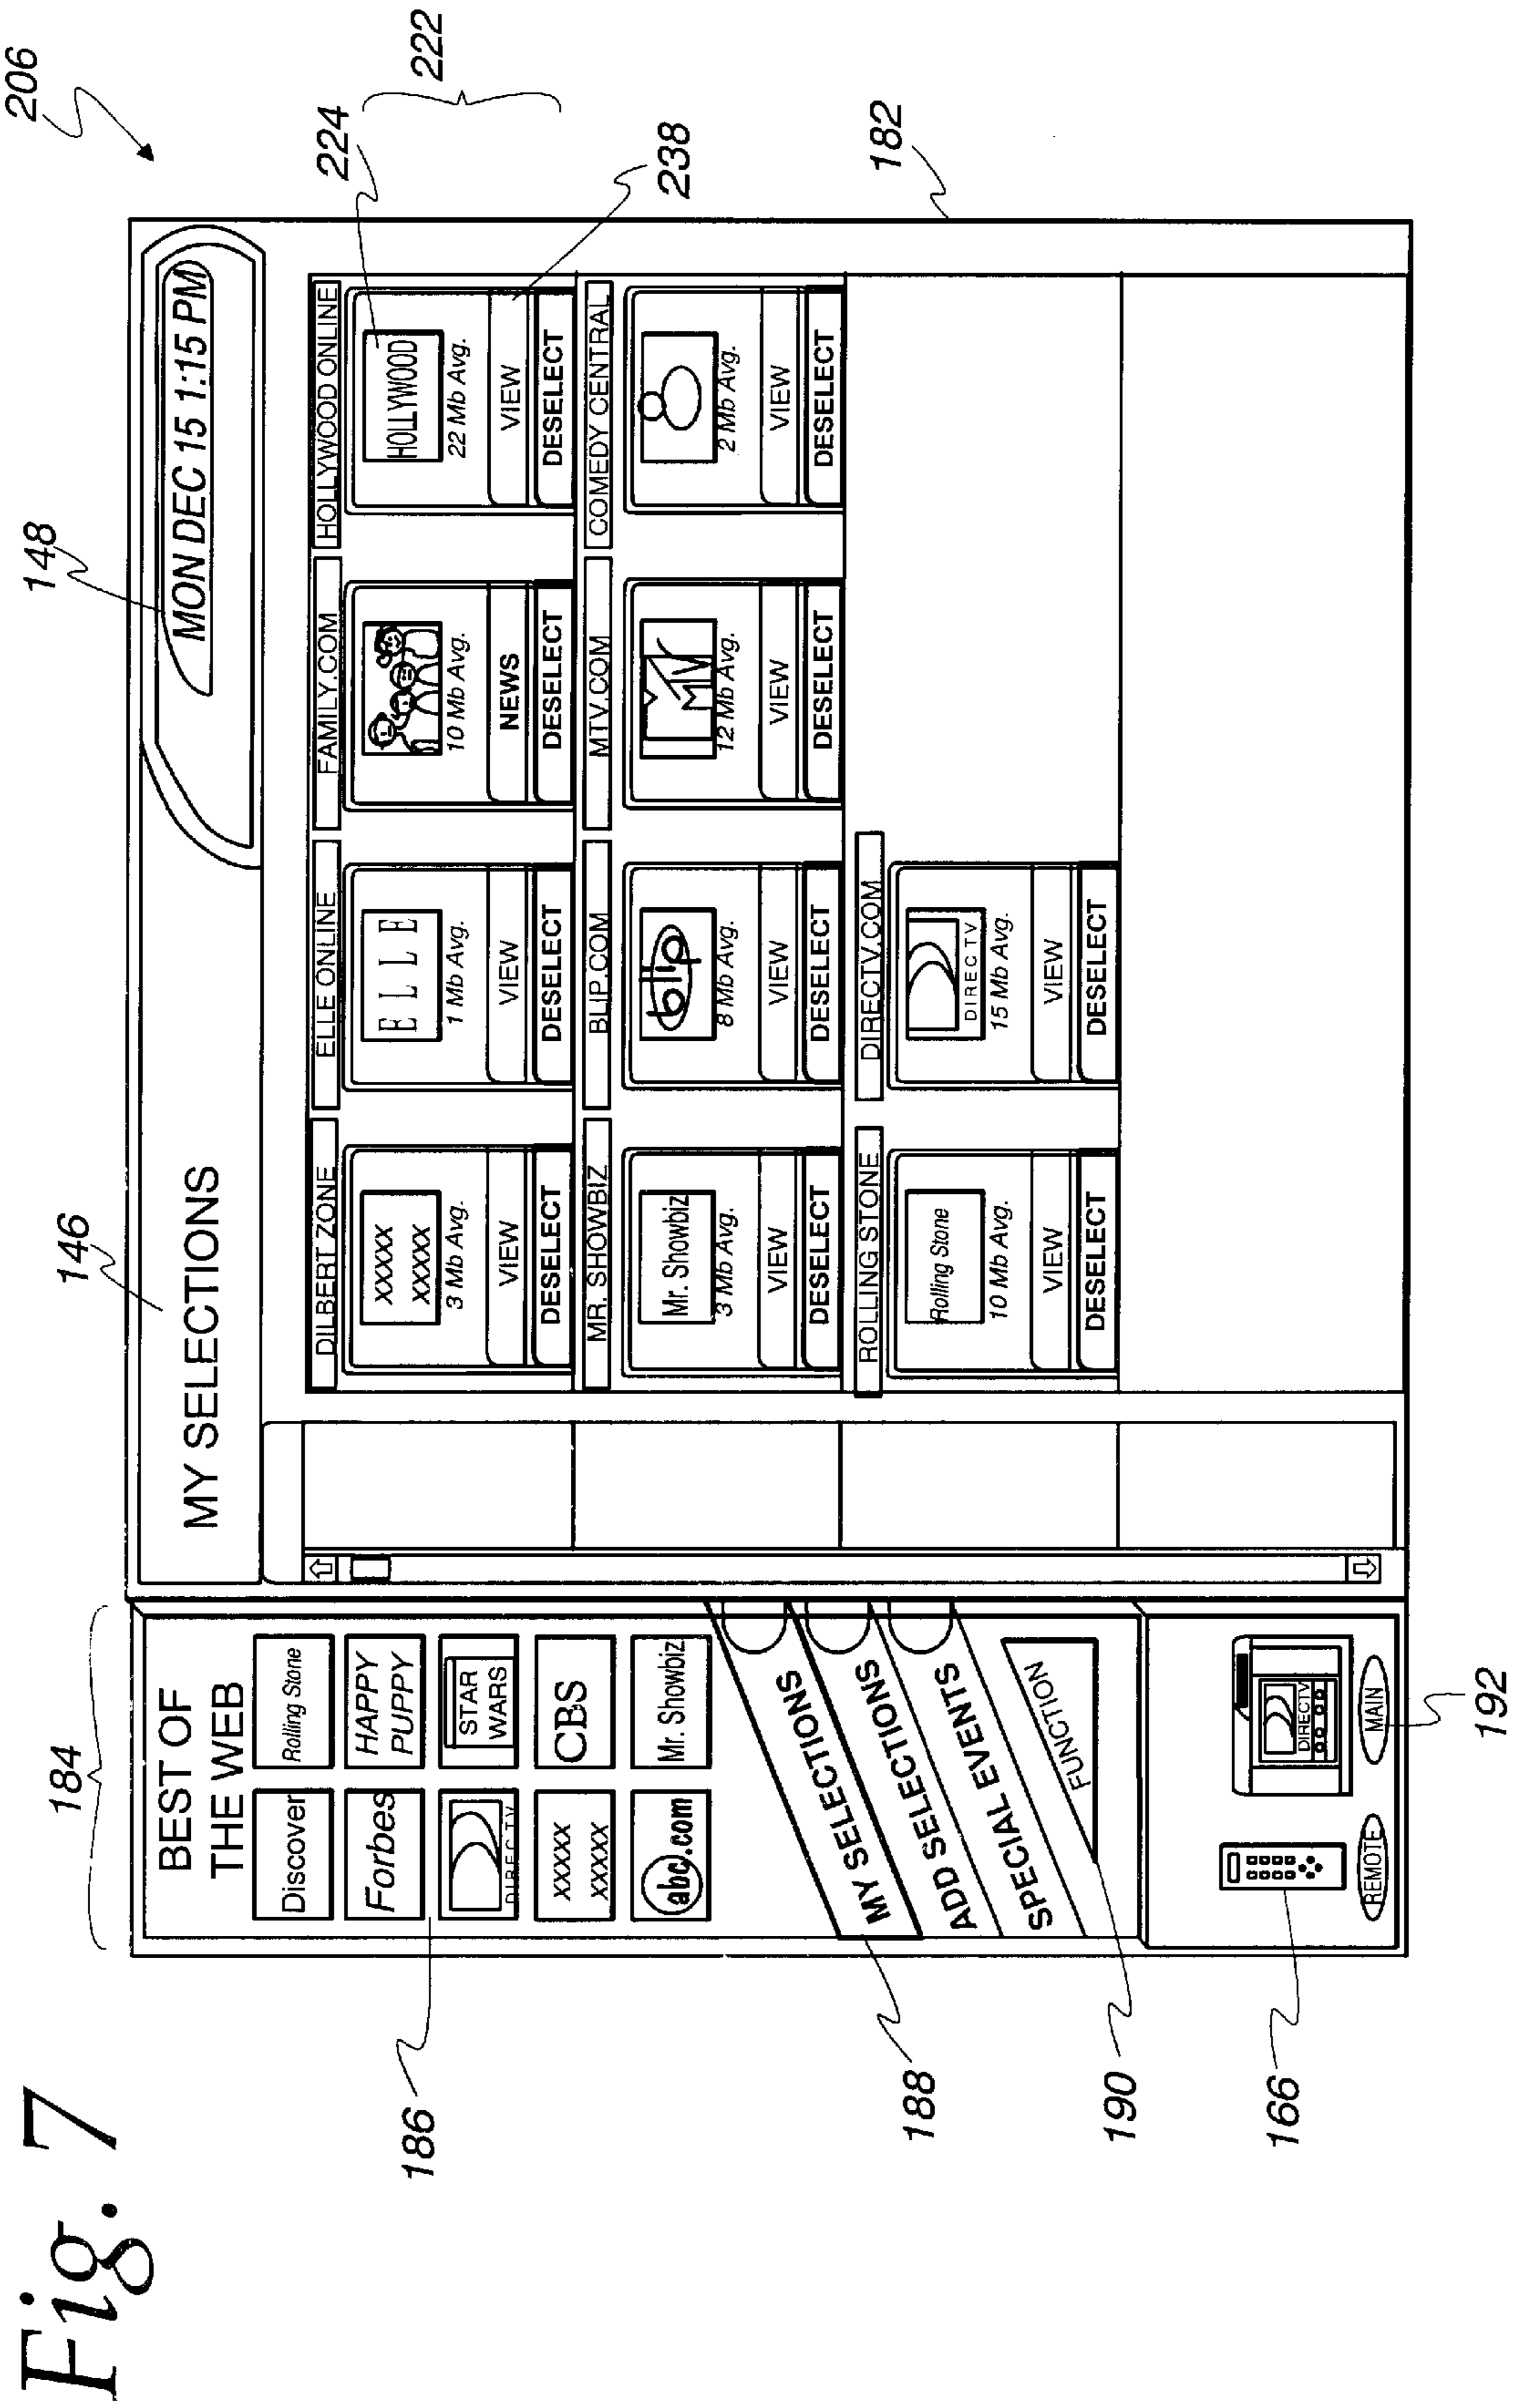 Fig. 7
206
148
146
184
222
224
238
182
186
188
190
166
192
BEST OF
THE WEB
Discover
Rolling Stone
Forbes
HAPPY
PUPPY
DIRECTV
STAR
WARS
XXXXX
XXXXX
CBS
abc.com
Mr. Showbiz
MY SELECTIONS
ADD SELECTIONS
SPECIAL EVENTS
FUNCTION
DIRECTV
REMOTE
MAIN
MY SELECTIONS
MON DEC 15 1:15 PM
DILBERT ZONE
ELLE ONLINE
FAMILY.COM
HOLLYWOOD ONLINE
XXXXX
XXXXX
ELLE
HOLLYWOOD
3 Mb Avg.
1 Mb Avg.
10 Mb Avg.
22 Mb Avg.
VIEW
VIEW
NEWS
VIEW
DESELECT
DESELECT
DESELECT
DESELECT
MR. SHOWBIZ
BLIP.COM
MTV.COM
COMEDY CENTRAL
Mr. Showbiz
blip
MTV
3 Mb Avg.
8 Mb Avg.
12 Mb Avg.
2 Mb Avg.
VIEW
VIEW
VIEW
VIEW
DESELECT
DESELECT
DESELECT
DESELECT
ROLLING STONE
DIRECTV.COM
Rolling Stone
DIRECTV
10 Mb Avg.
15 Mb Avg.
VIEW
VIEW
DESELECT
DESELECT